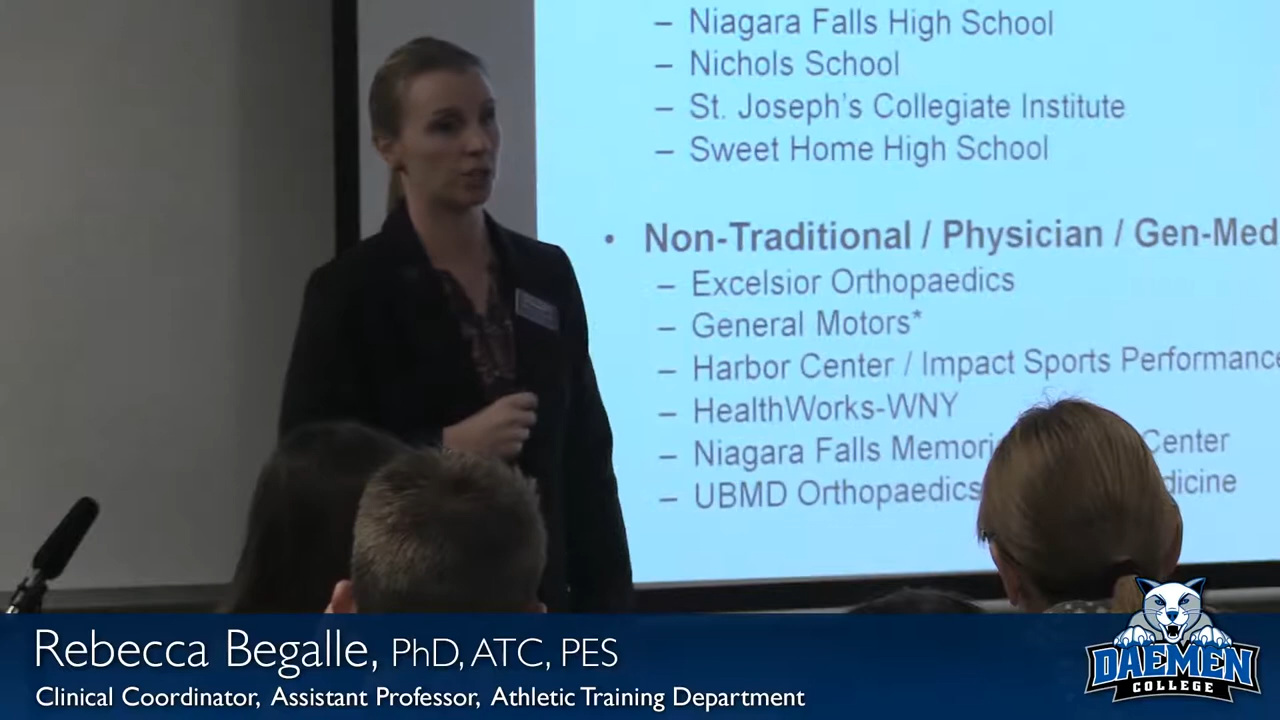 – Niagara Falls High School
– Nichols School
– St. Joseph's Collegiate Institute
– Sweet Home High School
• Non-Traditional / Physician / Gen-Med
– Excelsior Orthopaedics
– General Motors*
– Harbor Center / Impact Sports Performance
– HealthWorks-WNY
– Niagara Falls Center
– UBMD Orthopaedics
Rebecca Begalle, PhD, ATC, PES
Clinical Coordinator, Assistant Professor, Athletic Training Department
DAEMEN
COLLEGE